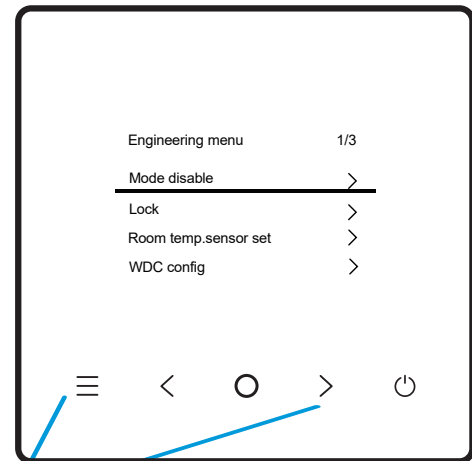 Engineering menu 1/3
Mode disable
Lock
Room temp.sensor set
WDC config